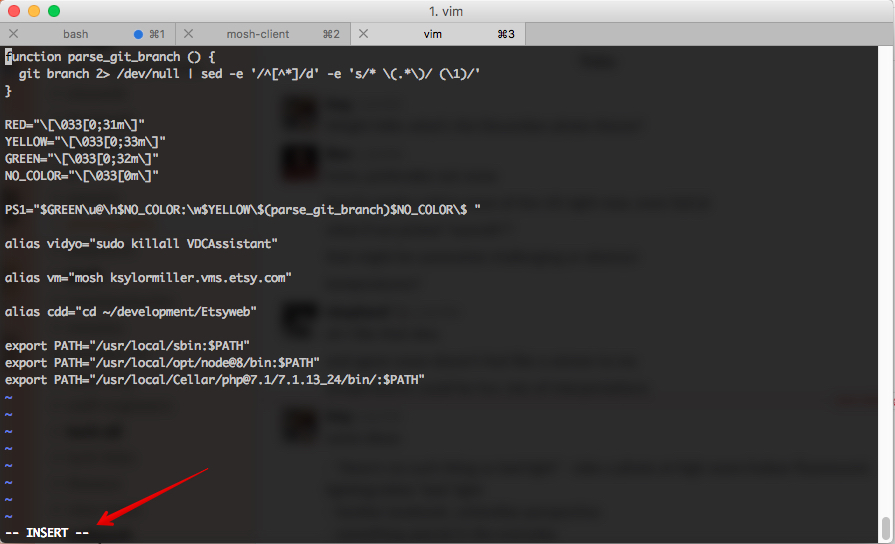 1. vim
bash ⌘1 mosh-client ⌘2 vim ⌘3
function parse_git_branch () {
  git branch 2> /dev/null | sed -e '/^[^*]/d' -e 's/* \(.*\)/ (\1)/'
}
RED="\[\033[0;31m\]"
YELLOW="\[\033[0;33m\]"
GREEN="\[\033[0;32m\]"
NO_COLOR="\[\033[0m\]"
PS1="$GREEN\u@\h$NO_COLOR:\w$YELLOW\$(parse_git_branch)$NO_COLOR\$ "
alias vidyo="sudo killall VDCAssistant"
alias vm="mosh ksylormiller.vms.etsy.com"
alias cdd="cd ~/development/Etsyweb"
export PATH="/usr/local/sbin:$PATH"
export PATH="/usr/local/opt/node@8/bin:$PATH"
export PATH="/usr/local/Cellar/php@7.1/7.1.13_24/bin/:$PATH"
~
~
~
~
~
~
~
~
-- INSERT --